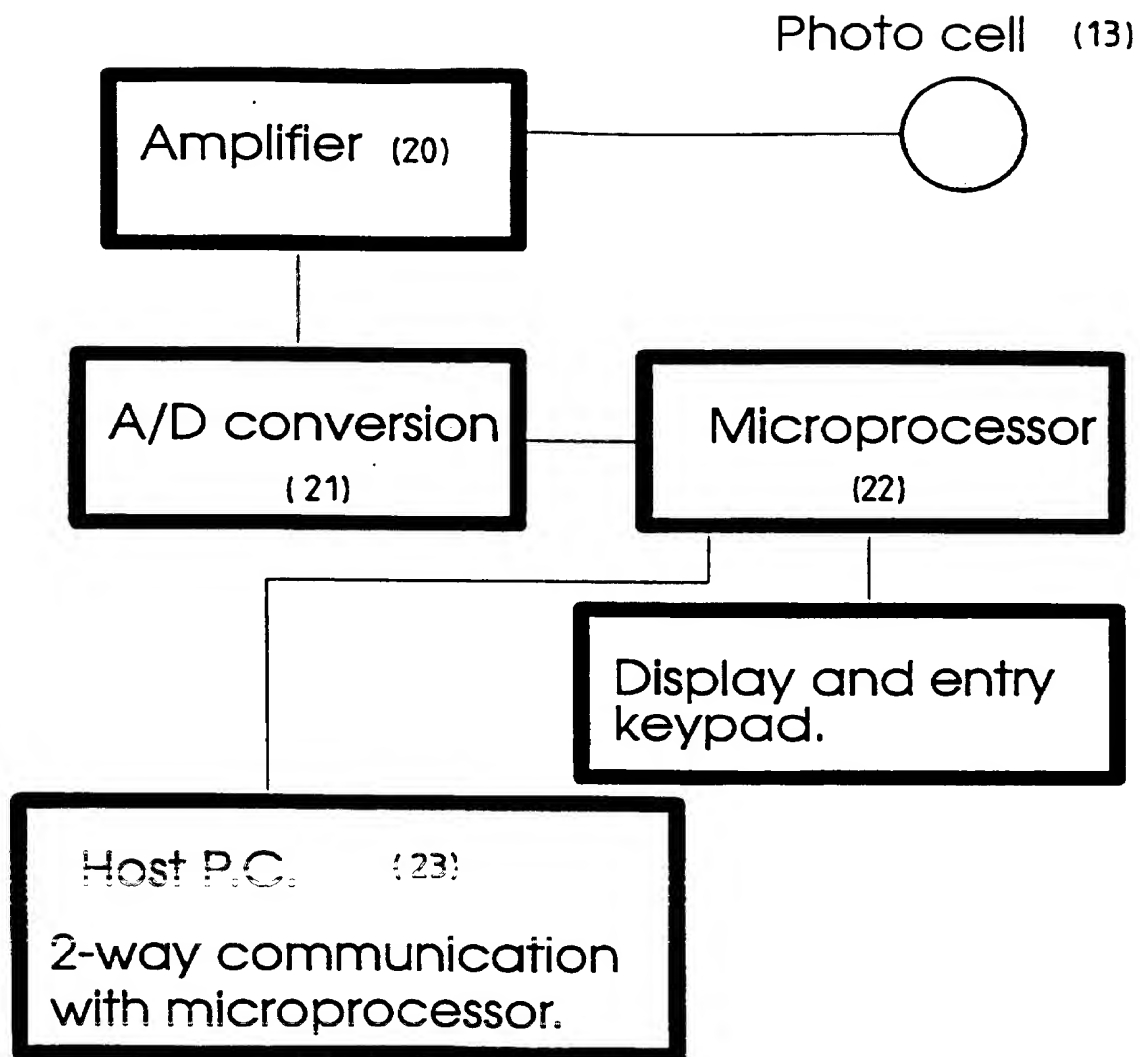 Photo cell (13)
Amplifier (20)
A/D conversion
(21)
Microprocessor
(22)
Display and entry
keypad.
Host P.C. (23)
2-way communication
with microprocessor.